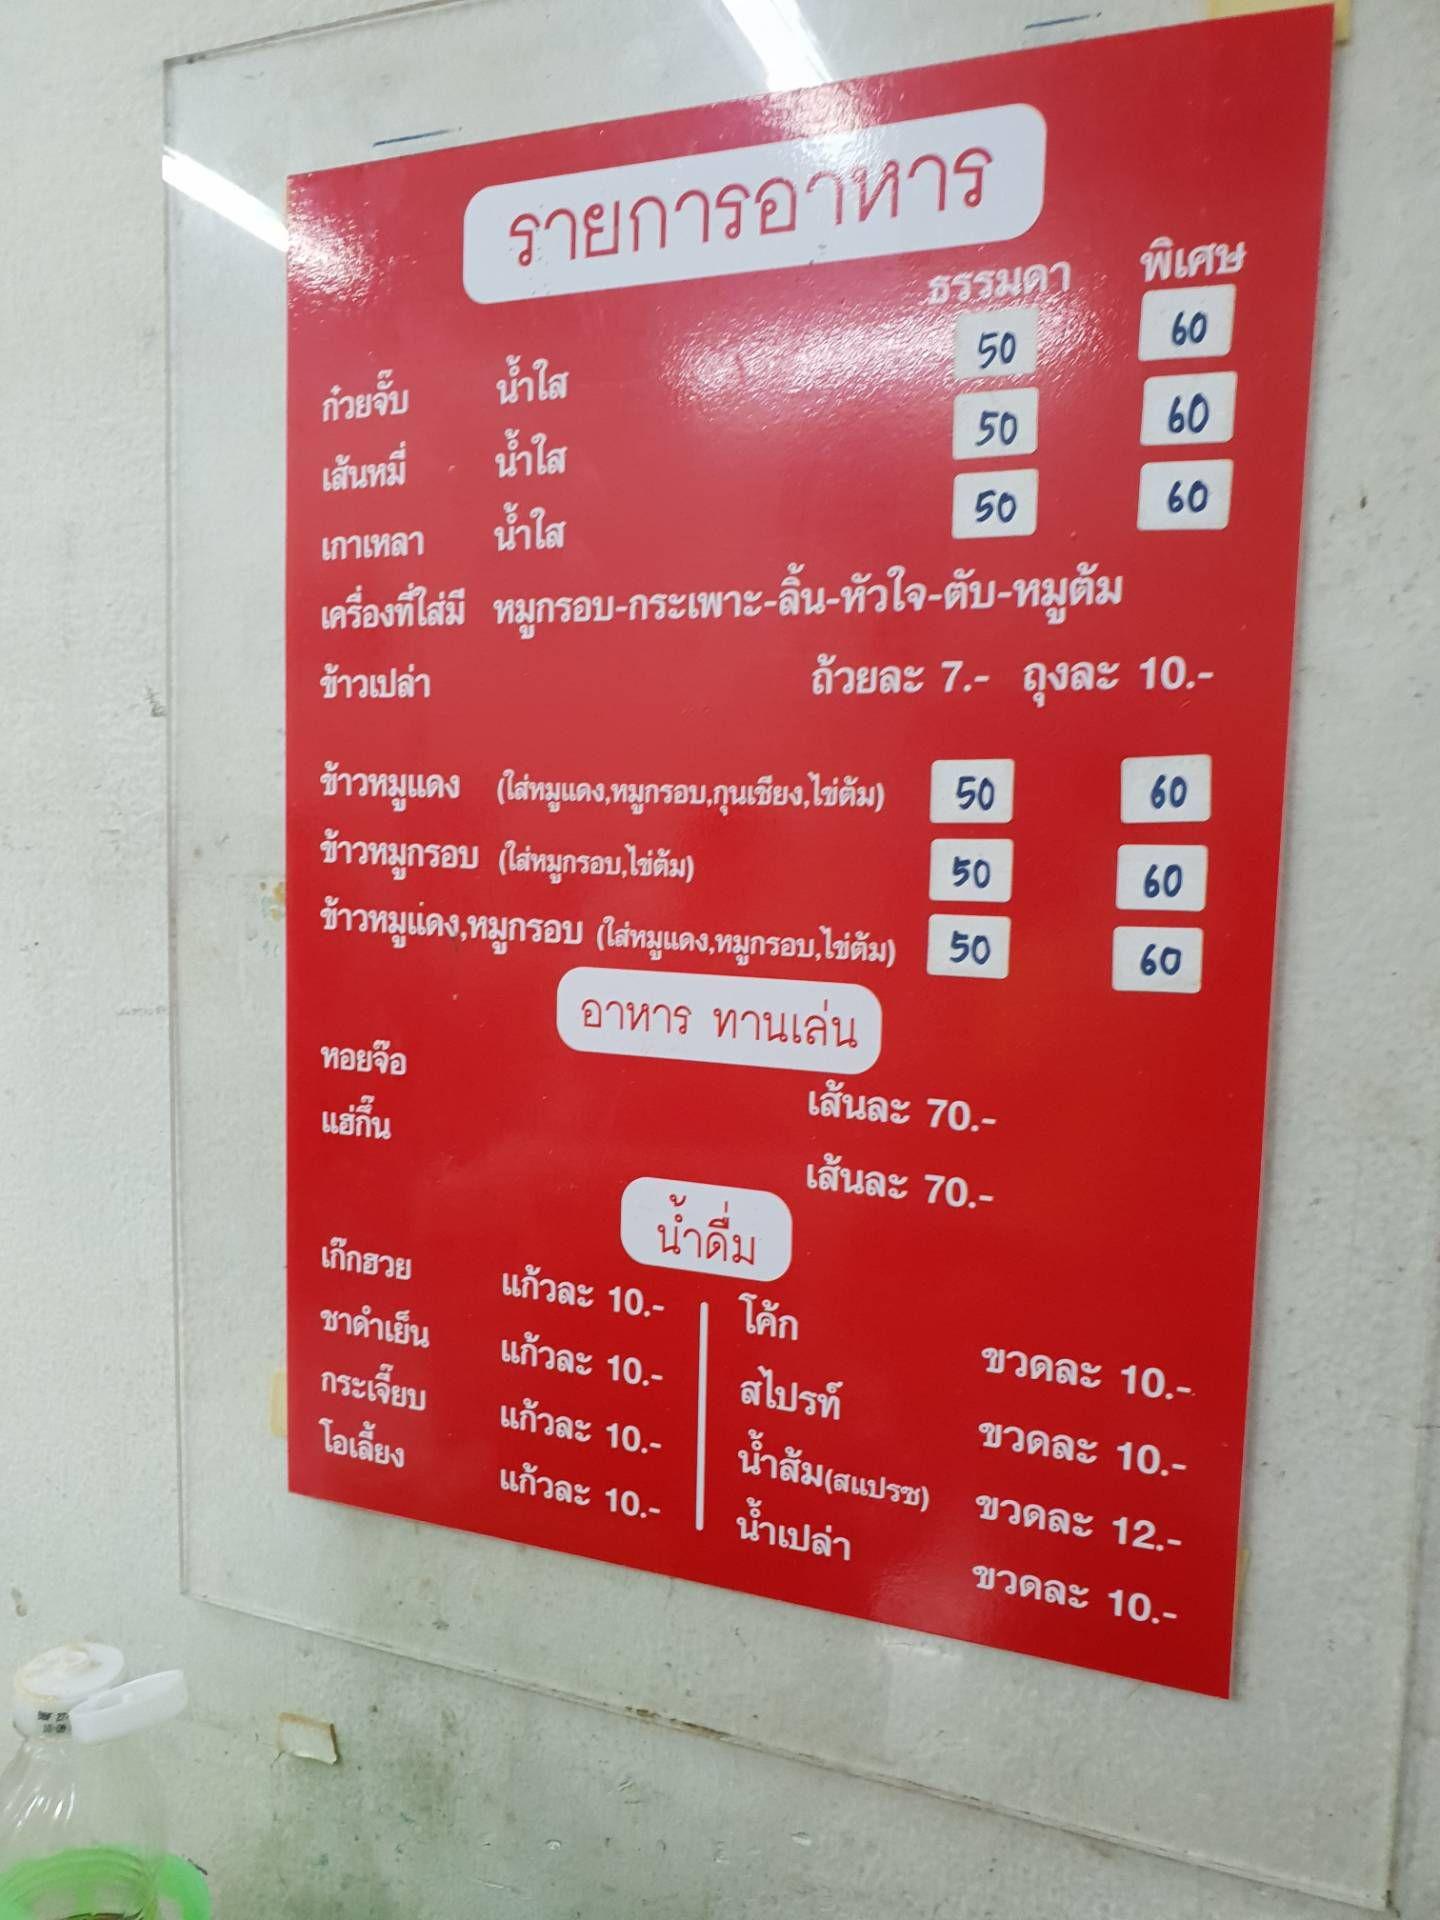 รายการอาหาร
ธรรมดา พิเศษ
ก๋วยจั๊บ น้ำใส 50 60
เส้นหมี่ น้ำใส 50 60
เกาเหลา น้ำใส 50 60
เครื่องที่ใส่มี หมูกรอบ-กระเพาะ-ลิ้น-หัวใจ-ตับ-หมูต้ม
ข้าวเปล่า ถ้วยละ 7.- ถุงละ 10.-
ข้าวหมูแดง (ใส่หมูแดง,หมูกรอบ,กุนเชียง,ไข่ต้ม) 50 60
ข้าวหมูกรอบ (ใส่หมูกรอบ,ไข่ต้ม) 50 60
ข้าวหมูแดง,หมูกรอบ (ใส่หมูแดง,หมูกรอบ,ไข่ต้ม) 50 60
อาหาร ทานเล่น
หอยจ๊อ เส้นละ 70.-
แฮ่กึ๊น เส้นละ 70.-
น้ำดื่ม
เก๊กฮวย แก้วละ 10.-
ชาดำเย็น แก้วละ 10.-
กระเจี๊ยบ แก้วละ 10.-
โอเลี้ยง แก้วละ 10.-
โค้ก ขวดละ 10.-
สไปรท์ ขวดละ 10.-
น้ำส้ม(สแปรช) ขวดละ 12.-
น้ำเปล่า ขวดละ 10.-